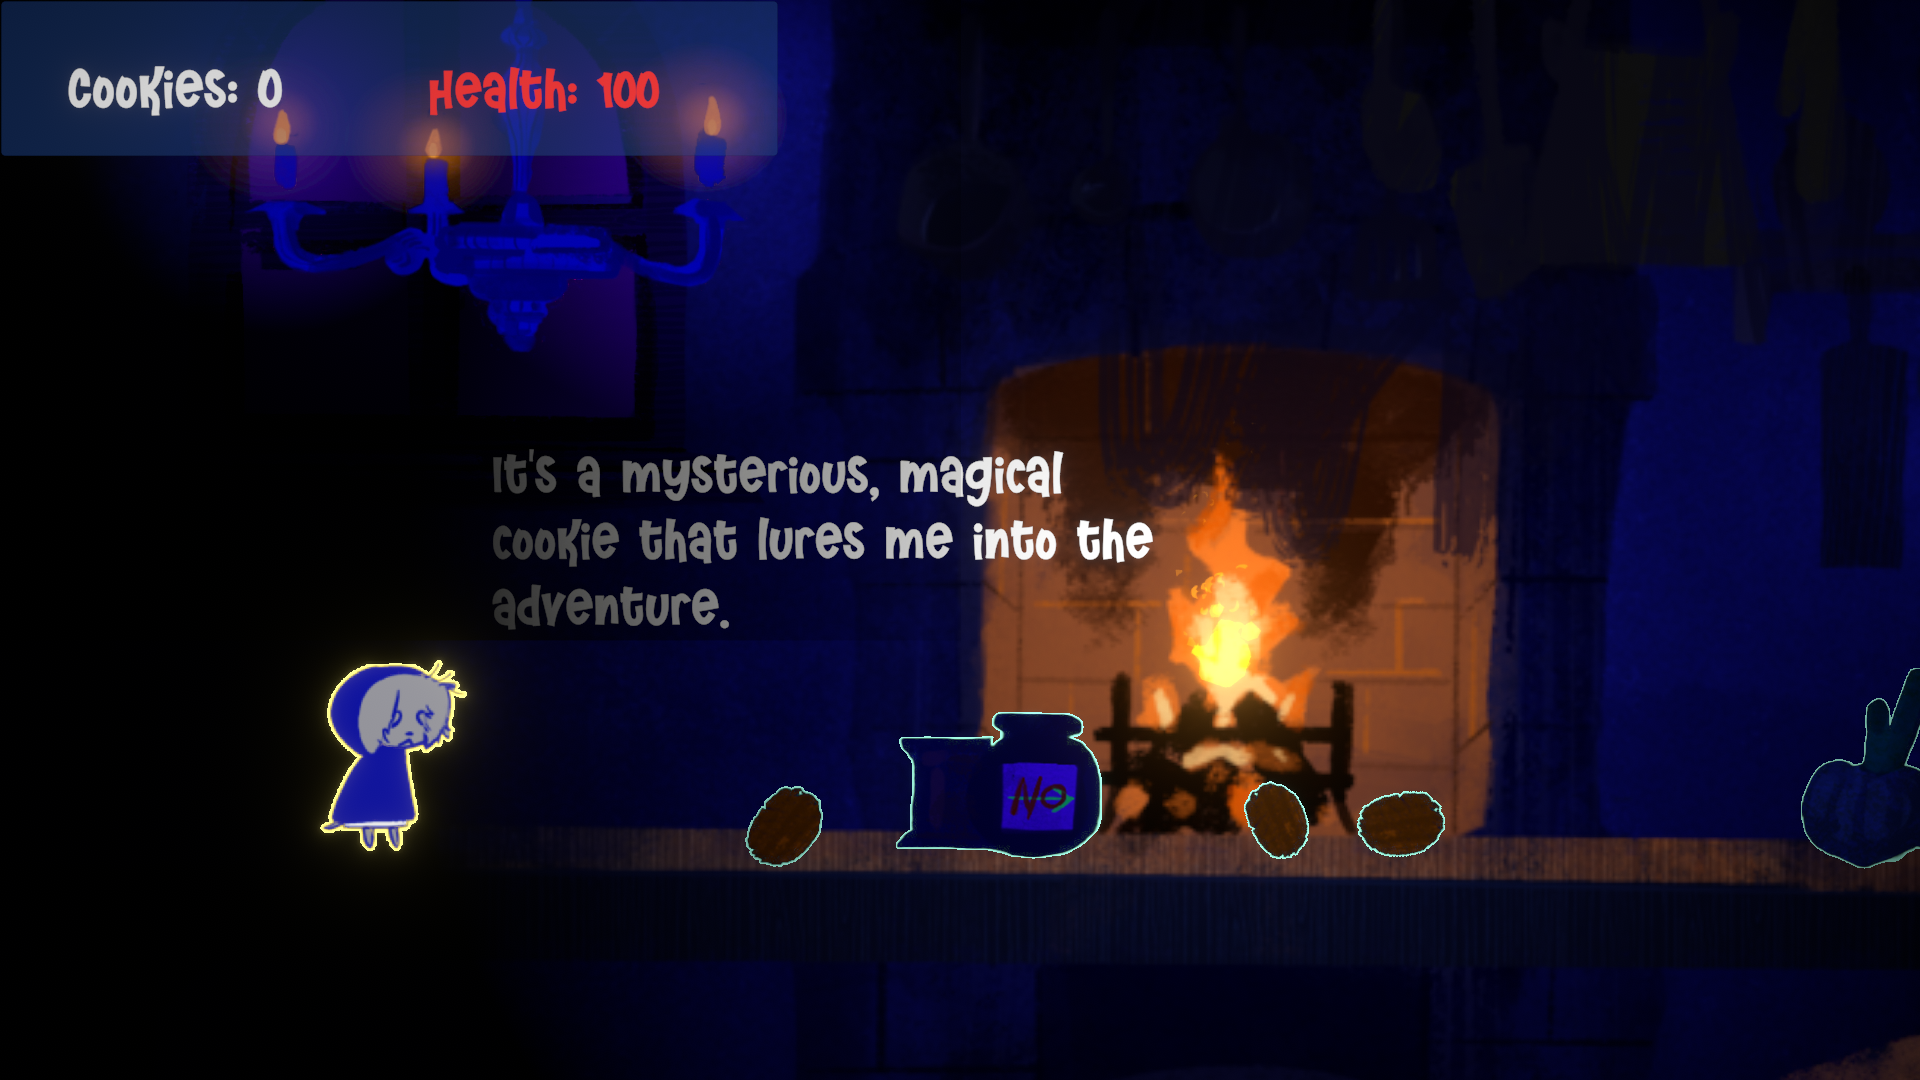 Cookies: 0
Health: 100
It's a mysterious, magical
cookie that lures me into the
adventure.
No